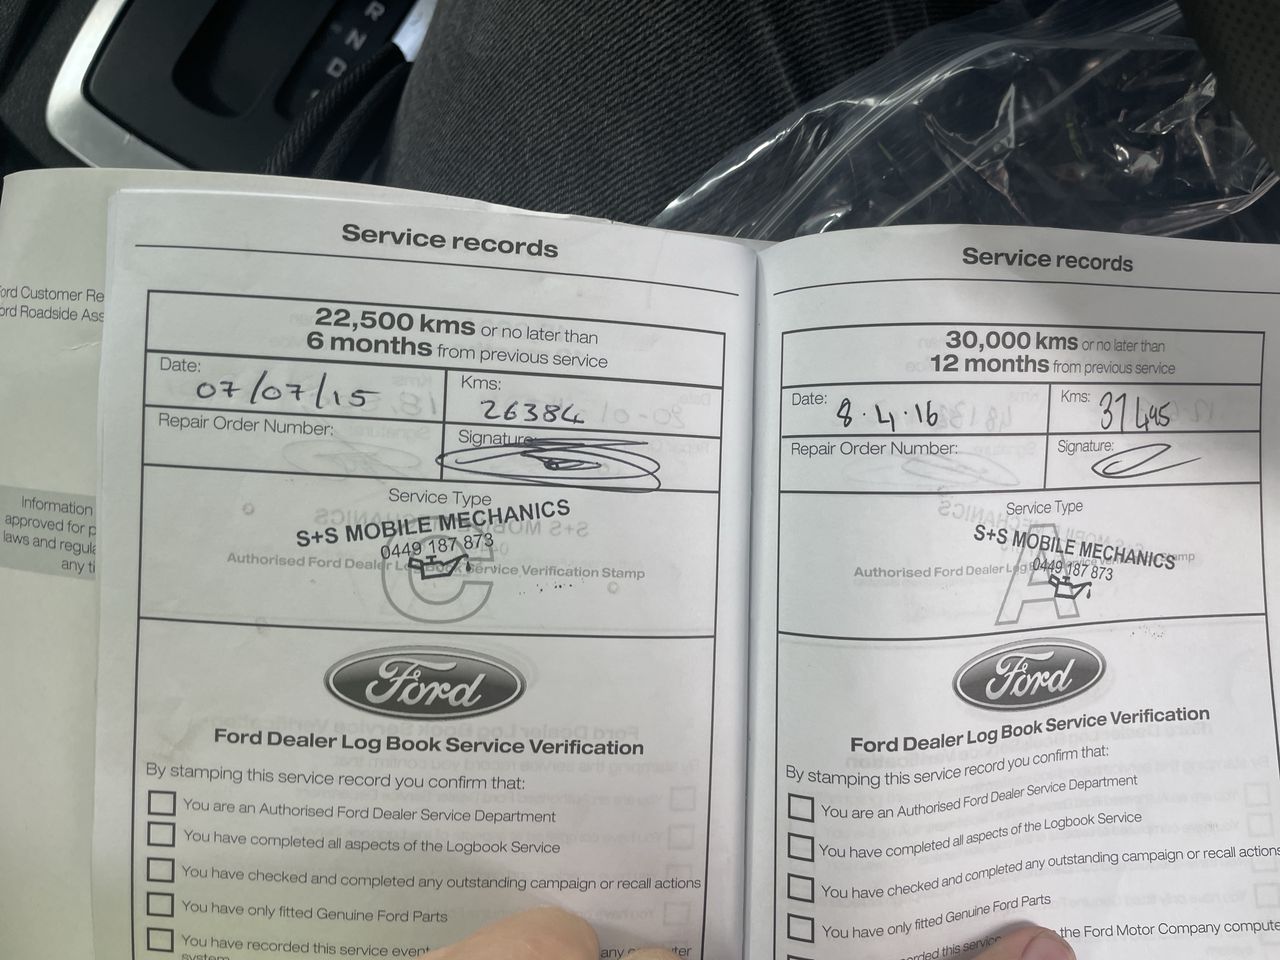 R
N
D
ord Customer Re
ord Roadside Ass
Information
approved for p
laws and regula
any ti
Service records
22,500 kms or no later than
6 months from previous service
Date:
07/07/15
Kms:
26384
Repair Order Number:
Signature
Service Type
C
S+S MOBILE MECHANICS
0449 187 873
Authorised Ford Dealer Log Book Service Verification Stamp
Ford
Ford Dealer Log Book Service Verification
By stamping this service record you confirm that:
You are an Authorised Ford Dealer Service Department
You have completed all aspects of the Logbook Service
You have checked and completed any outstanding campaign or recall actions
You have only fitted Genuine Ford Parts
You have recorded this service event any uter
system
Service records
30,000 kms or no later than
12 months from previous service
Date:
8.4.16
Kms:
31495
Repair Order Number:
Signature:
Service Type
A
S+S MOBILE MECHANICS
0449 187 873
Authorised Ford Dealer Log Service Stamp
Ford
Ford Dealer Log Book Service Verification
By stamping this service record you confirm that:
You are an Authorised Ford Dealer Service Department
You have completed all aspects of the Logbook Service
You have checked and completed any outstanding campaign or recall actions
You have only fitted Genuine Ford Parts
orded this service the Ford Motor Company compute